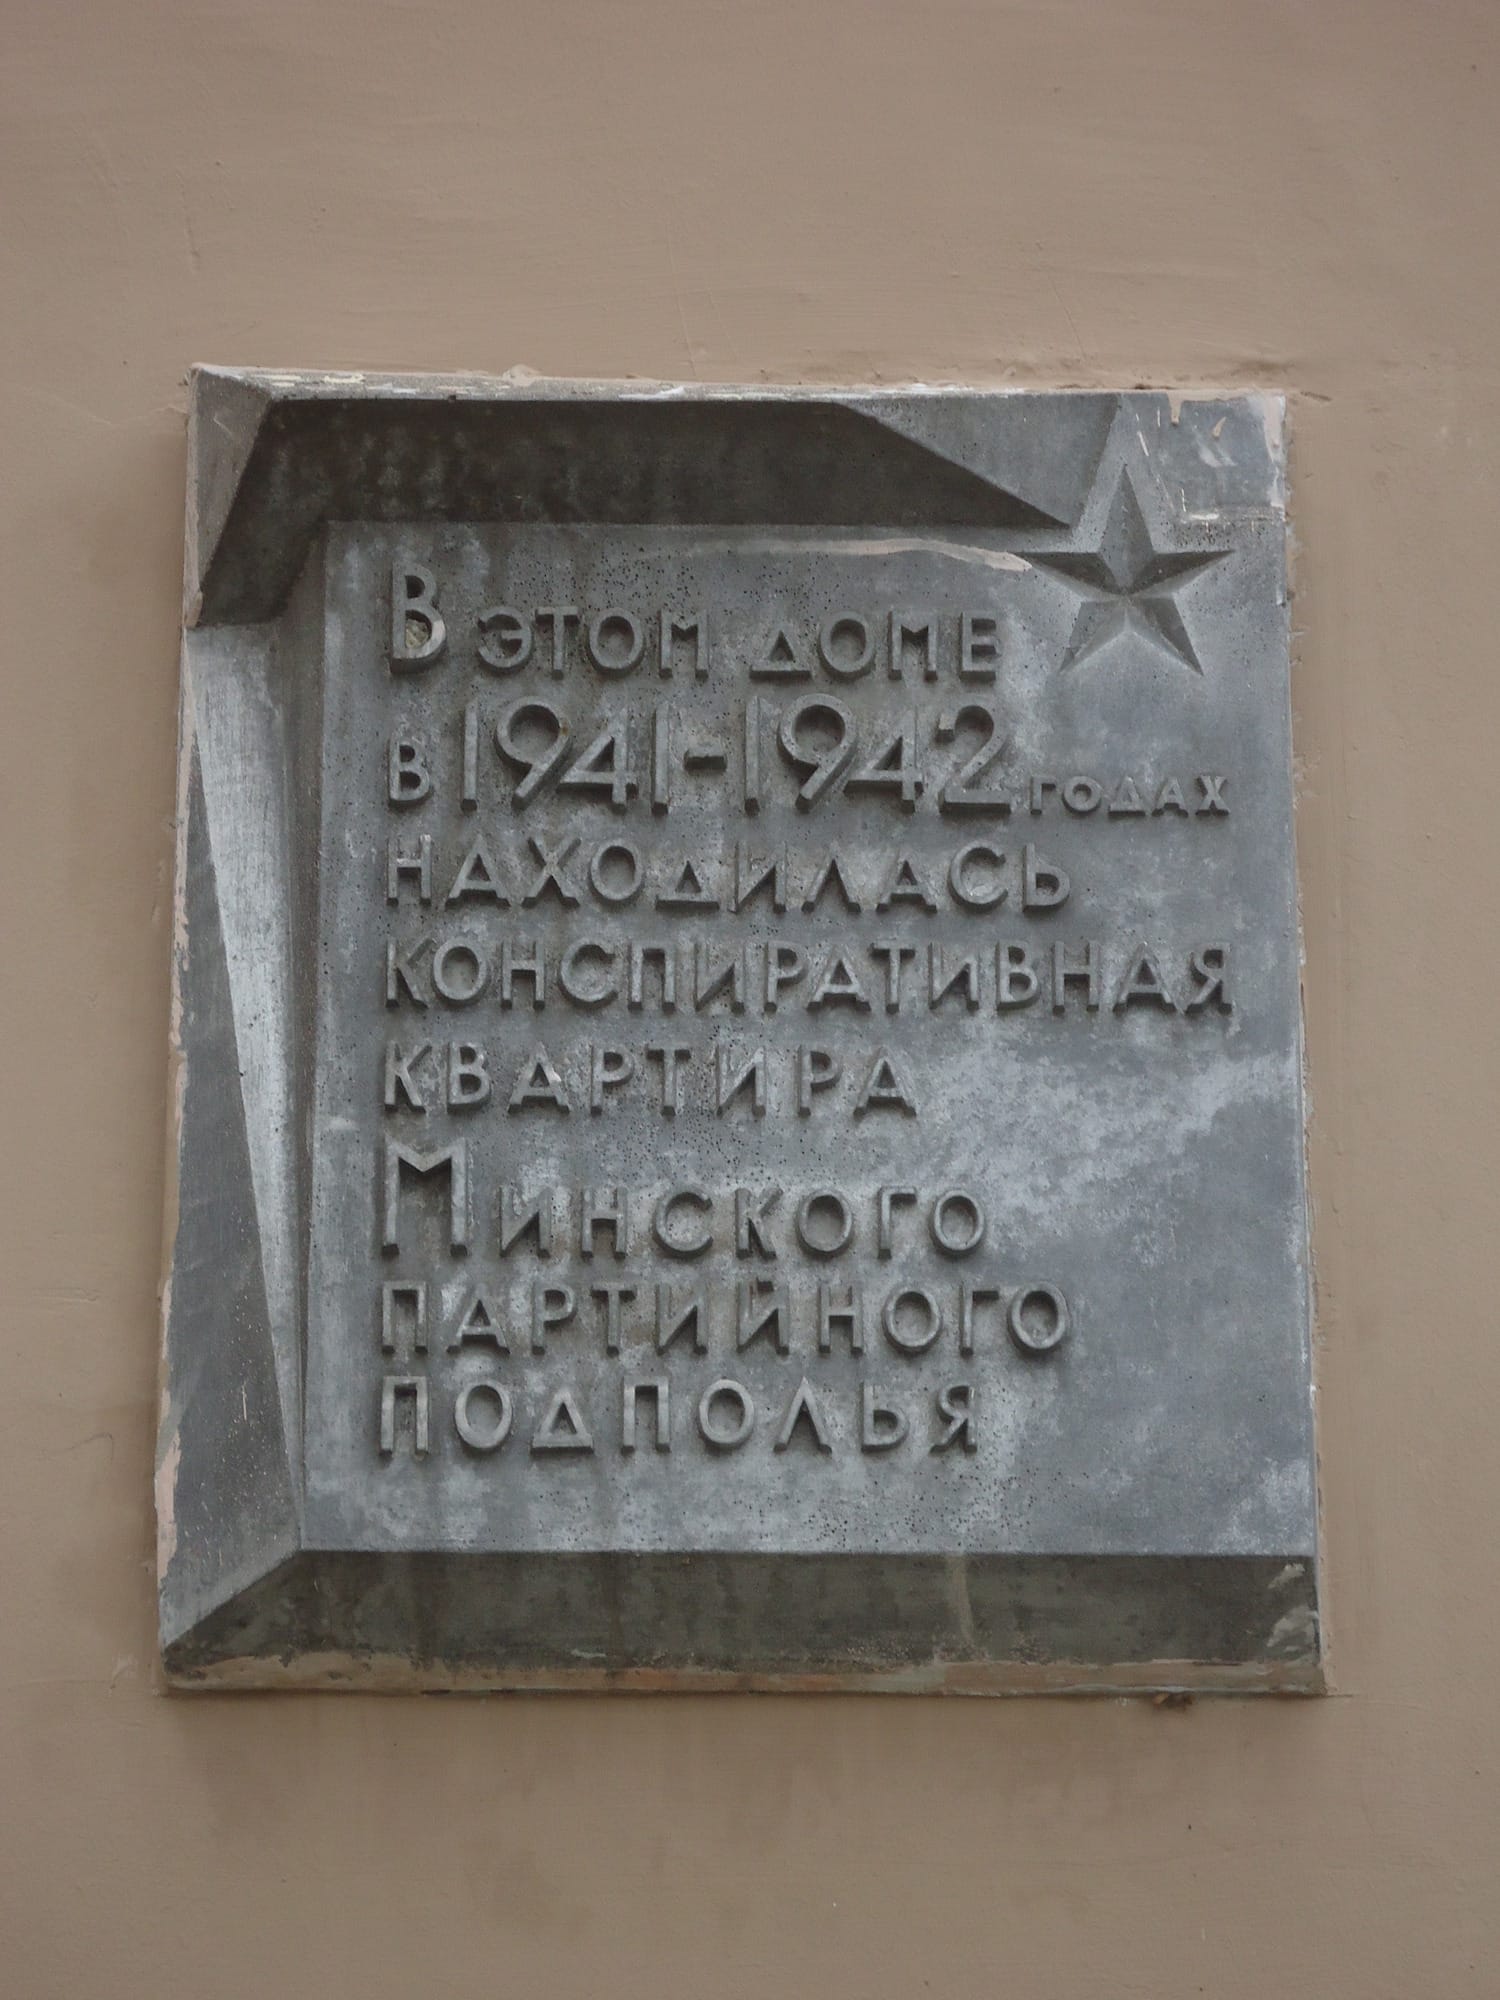 В ЭТОМ ДОМЕ
В 1941-1942 ГОДАХ
НАХОДИЛАСЬ
КОНСПИРАТИВНАЯ
КВАРТИРА
МИНСКОГО
ПАРТИЙНОГО
ПОДПОЛЬЯ